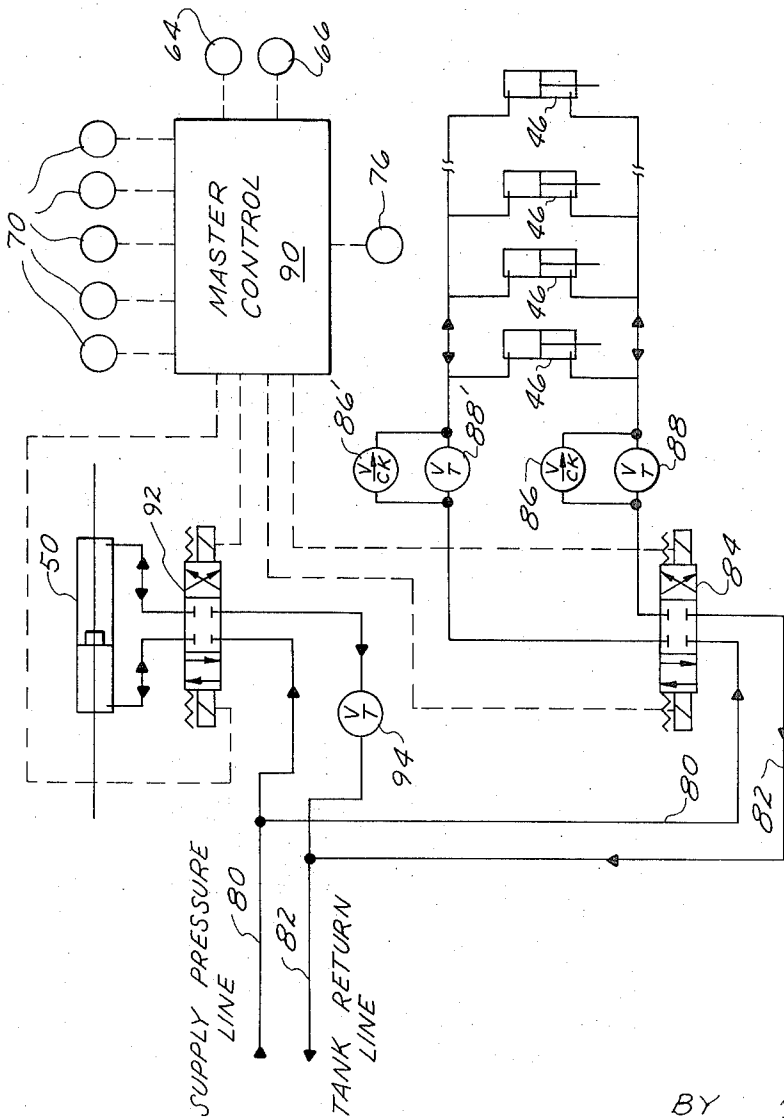 64
66
70
MASTER
CONTROL
90
76
50
92
V
T
94
86'
V
CK
88'
V
T
86
V
CK
88
V
T
84
46
46
46
46
SUPPLY PRESSURE
LINE
80
82
TANK RETURN
LINE
80
82
BY